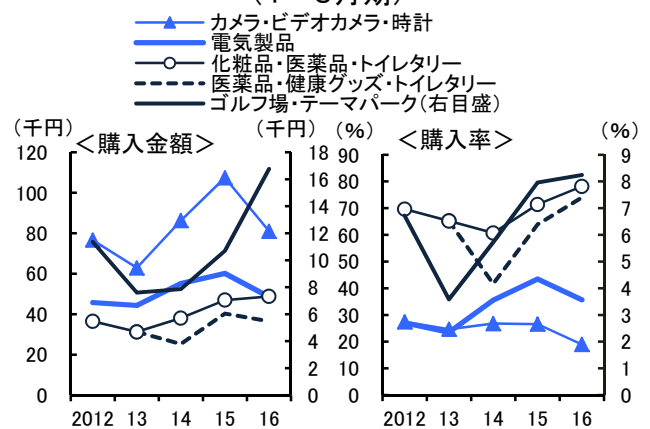 カメラ・ビデオカメラ・時計
電気製品
化粧品・医薬品・トイレタリー
医薬品・健康グッズ・トイレタリー
ゴルフ場・テーマパーク(右目盛)
(千円) <購入金額> (千円)
120 18
100 16
80 14
60 12
40 10
20 8
0 6
4
2
0
2012 13 14 15 16
(%) <購入率> (%)
90 9
80 8
70 7
60 6
50 5
40 4
30 3
20 2
10 1
0 0
2012 13 14 15 16